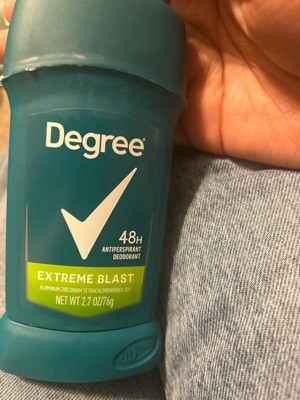 Degree
48H
ANTIPERSPIRANT
DEODORANT
EXTREME BLAST
ALUMINUM ZIRCONIUM TETRACHLOROHYDREX GLY
NET WT 2.7 OZ/76g